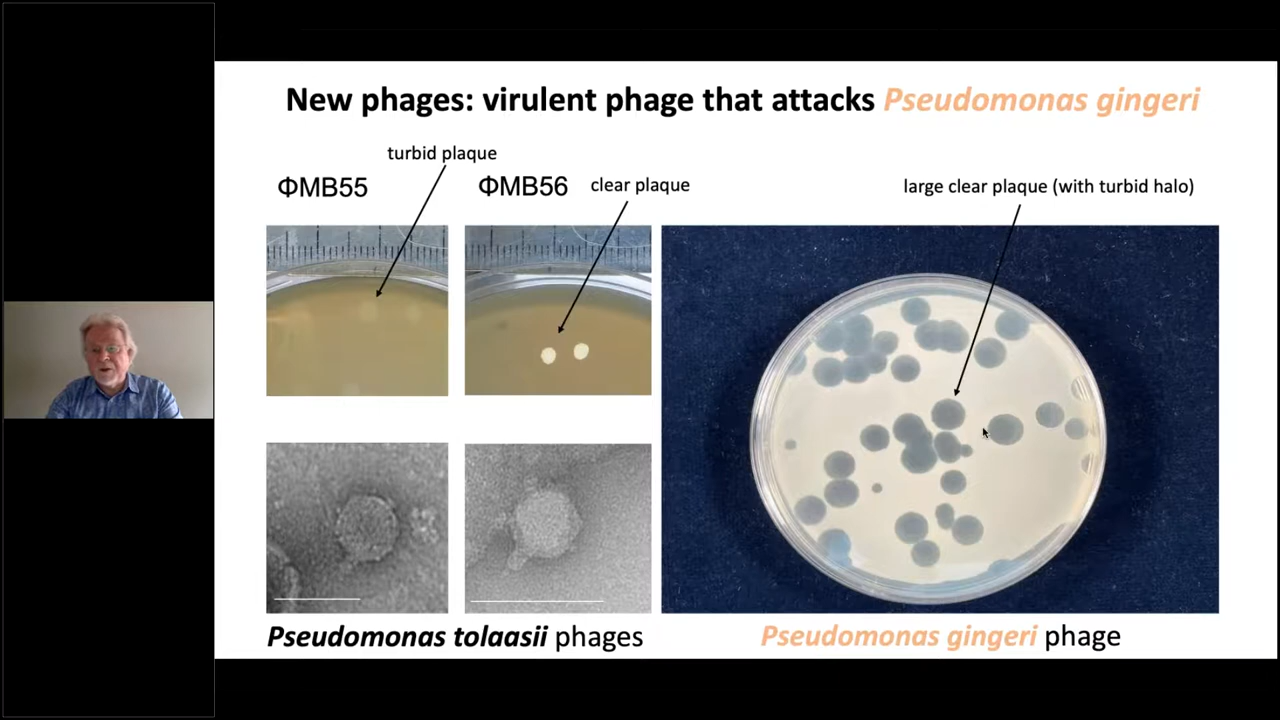 New phages: virulent phage that attacks Pseudomonas gingeri
turbid plaque
ΦMB55
ΦMB56
clear plaque
large clear plaque (with turbid halo)
Pseudomonas tolaasii phages
Pseudomonas gingeri phage